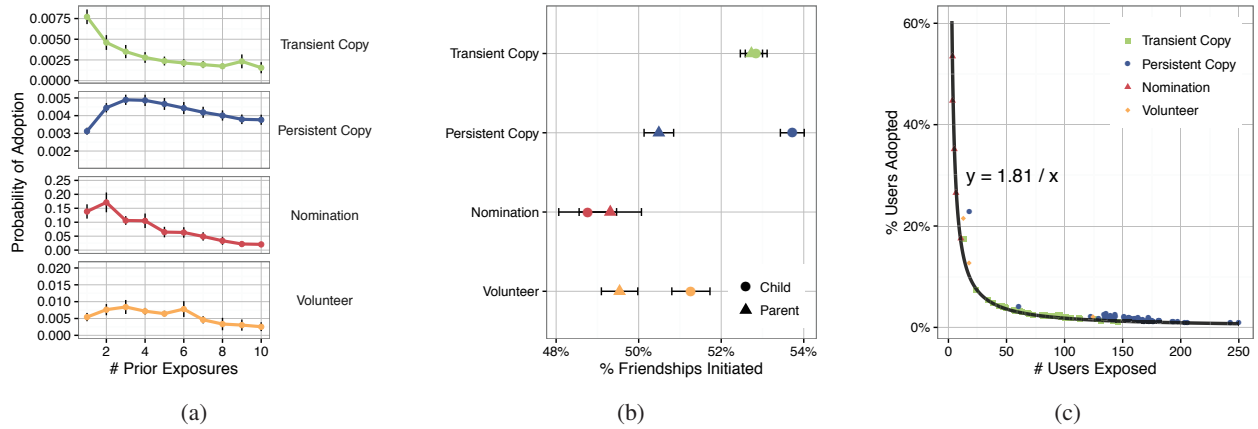 Probability of Adoption
0.0075
0.0050
0.0025
0.0000
Transient Copy
0.005
0.004
0.003
0.002
Persistent Copy
0.25
0.20
0.15
0.10
0.05
0.00
Nomination
0.020
0.015
0.010
0.005
0.000
Volunteer
2 4 6 8 10
# Prior Exposures
(a)
Transient Copy
Persistent Copy
Nomination
Volunteer
Child
Parent
48% 50% 52% 54%
% Friendships Initiated
(b)
% Users Adopted
60%
40%
20%
0%
Transient Copy
Persistent Copy
Nomination
Volunteer
y = 1.81 / x
0 50 100 150 200 250
# Users Exposed
(c)